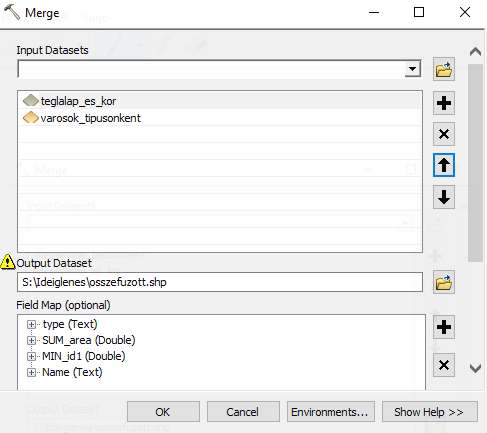 Merge
Input Datasets
teglalap_es_kor
varosok_tipusonkent
Output Dataset
S:\Ideiglenes\osszefuzott.shp
Field Map (optional)
type (Text)
SUM_area (Double)
MIN_id1 (Double)
Name (Text)
OK
Cancel
Environments...
Show Help >>